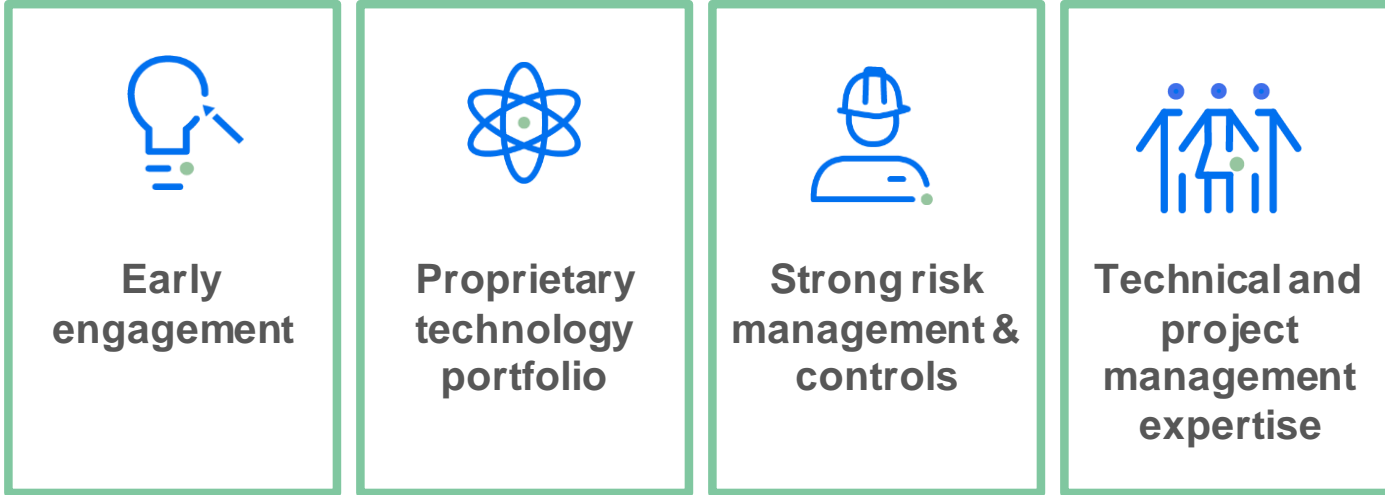 Early
engagement
Proprietary
technology
portfolio
Strong risk
management &
controls
Technical and
project
management
expertise